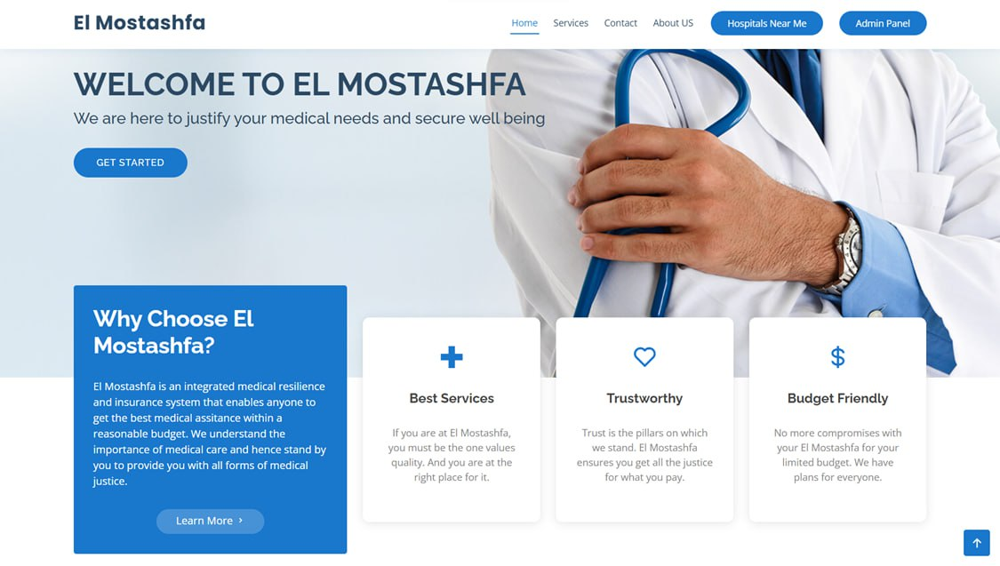 El Mostashfa
Home Services Contact About US Hospitals Near Me Admin Panel
WELCOME TO EL MOSTASHFA
We are here to justify your medical needs and secure well being
GET STARTED
Why Choose El
Mostashfa?
El Mostashfa is an integrated medical resilience
and insurance system that enables anyone to
get the best medical assitance within a
reasonable budget. We understand the
importance of medical care and hence stand by
you to provide you with all forms of medical
justice.
Learn More
Best Services
If you are at El Mostashfa,
you must be the one values
quality. And you are at the
right place for it.
Trustworthy
Trust is the pillars on which
we stand. El Mostashfa
ensures you get all the justice
for what you pay.
Budget Friendly
No more compromises with
your El Mostashfa for your
limited budget. We have
plans for everyone.